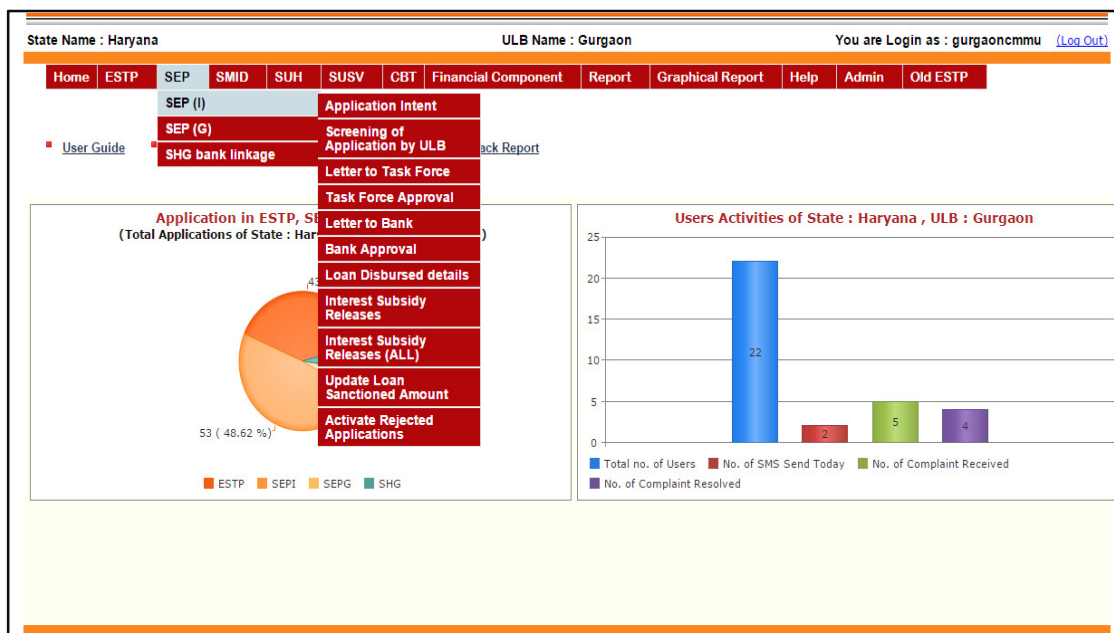 State Name : Haryana ULB Name : Gurgaon You are Login as : gurgaoncmmu (Log Out)
Home ESTP SEP SMID SUH SUSV CBT Financial Component Report Graphical Report Help Admin Old ESTP
SEP (I)
SEP (G)
SHG bank linkage
Application Intent
Screening of
Application by ULB
Letter to Task Force
Task Force Approval
Letter to Bank
Bank Approval
Loan Disbursed details
Interest Subsidy
Releases
Interest Subsidy
Releases (ALL)
Update Loan
Sanctioned Amount
Activate Rejected
Applications
User Guide Report
Application in ESTP,
(Total Applications of State : )
43
53 ( 48.62 %)
ESTP SEPI SEPG SHG
Users Activities of State : Haryana , ULB : Gurgaon
25
20
15
10
5
0
22
2
5
4
Total no. of Users No. of SMS Send Today No. of Complaint Received
No. of Complaint Resolved